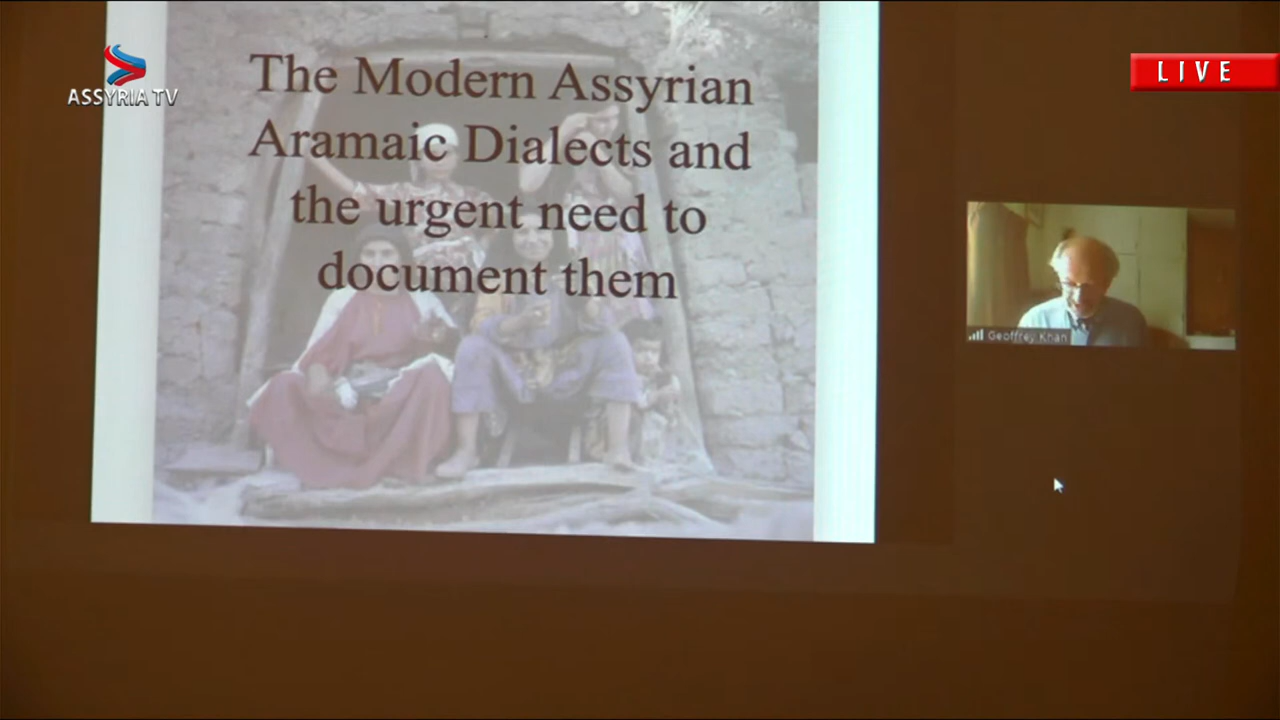 ASSYRIA TV
LIVE
The Modern Assyrian
Aramaic Dialects and
the urgent need to
document them
Geoffrey Khan